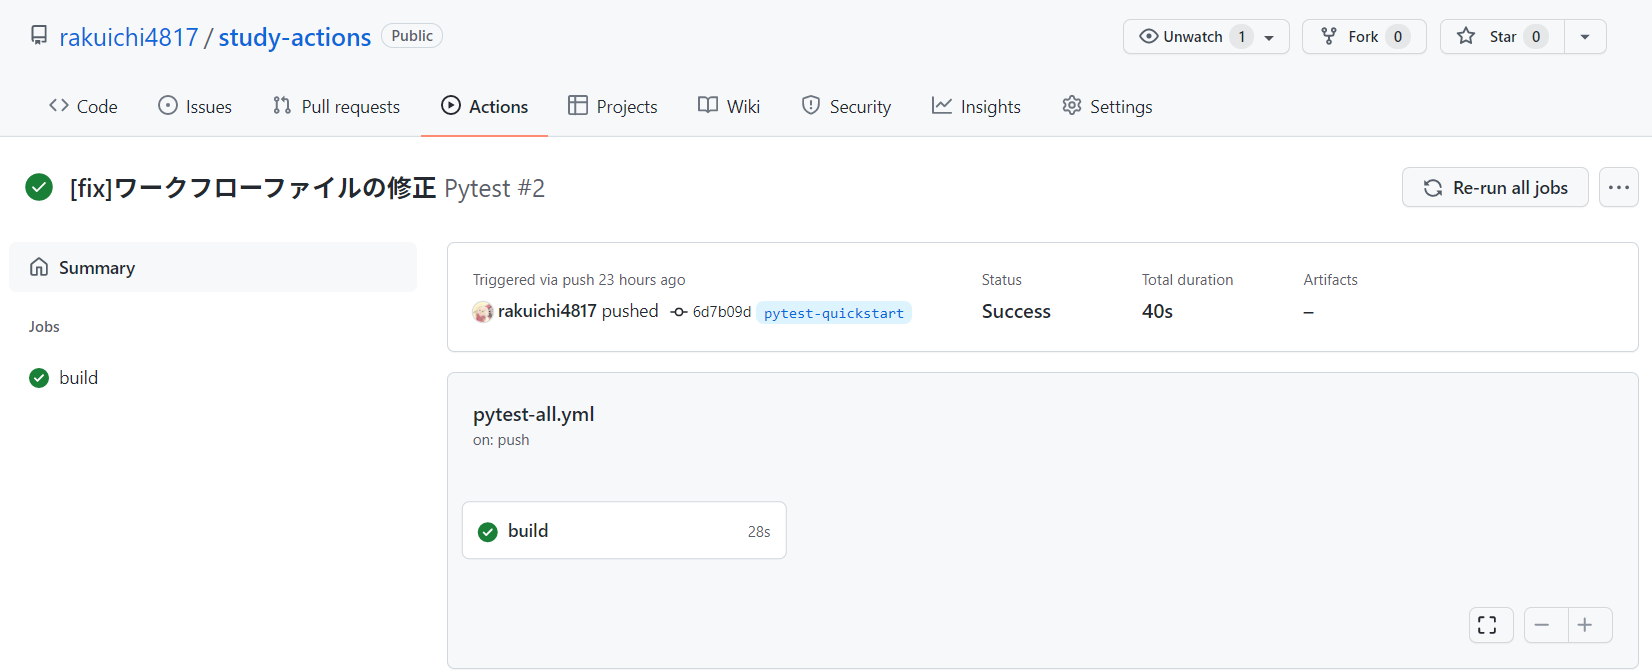 rakuichi4817 / study-actions Public
Unwatch 1
Fork 0
Star 0
Code
Issues
Pull requests
Actions
Projects
Wiki
Security
Insights
Settings
[fix]ワークフローファイルの修正 Pytest #2
Re-run all jobs
Summary
Jobs
build
Triggered via push 23 hours ago
rakuichi4817 pushed 6d7b09d pytest-quickstart
Status
Success
Total duration
40s
Artifacts
–
pytest-all.yml
on: push
build 28s